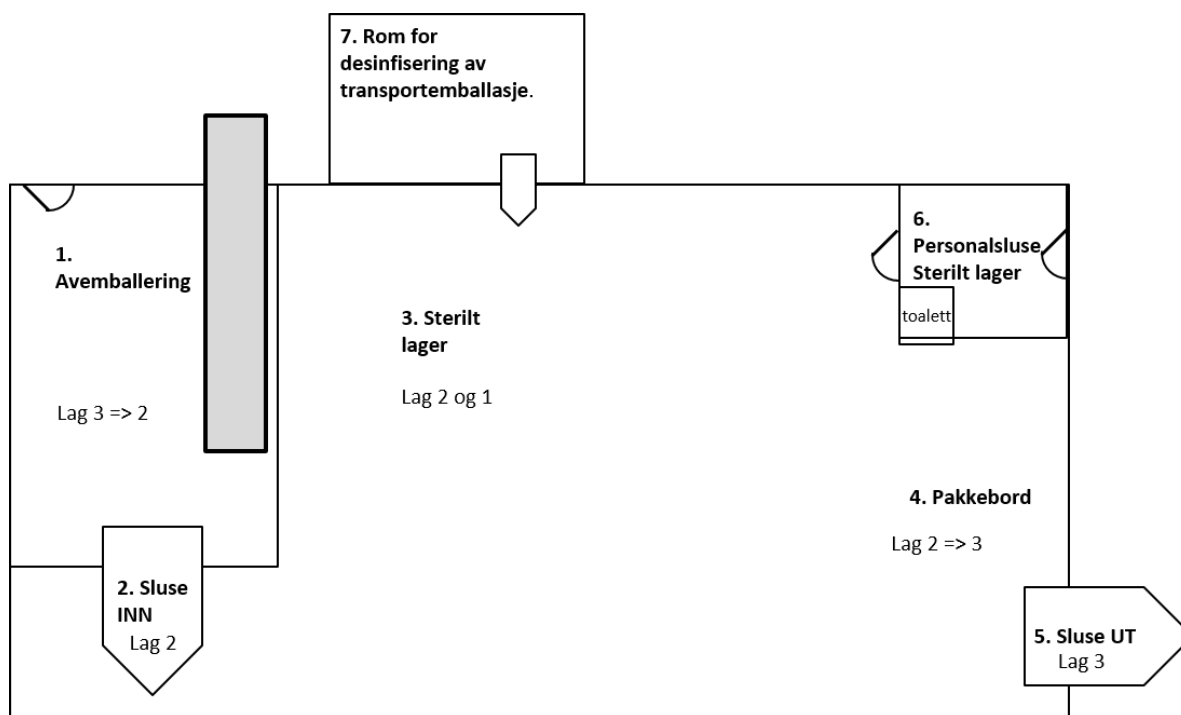 7. Rom for
desinfisering av
transportemballasje.
1.
Avemballering
Lag 3 => 2
2. Sluse
INN
Lag 2
3. Sterilt
lager
Lag 2 og 1
6.
Personalsluse
Sterilt lager
toalett
4. Pakkebord
Lag 2 => 3
5. Sluse UT
Lag 3